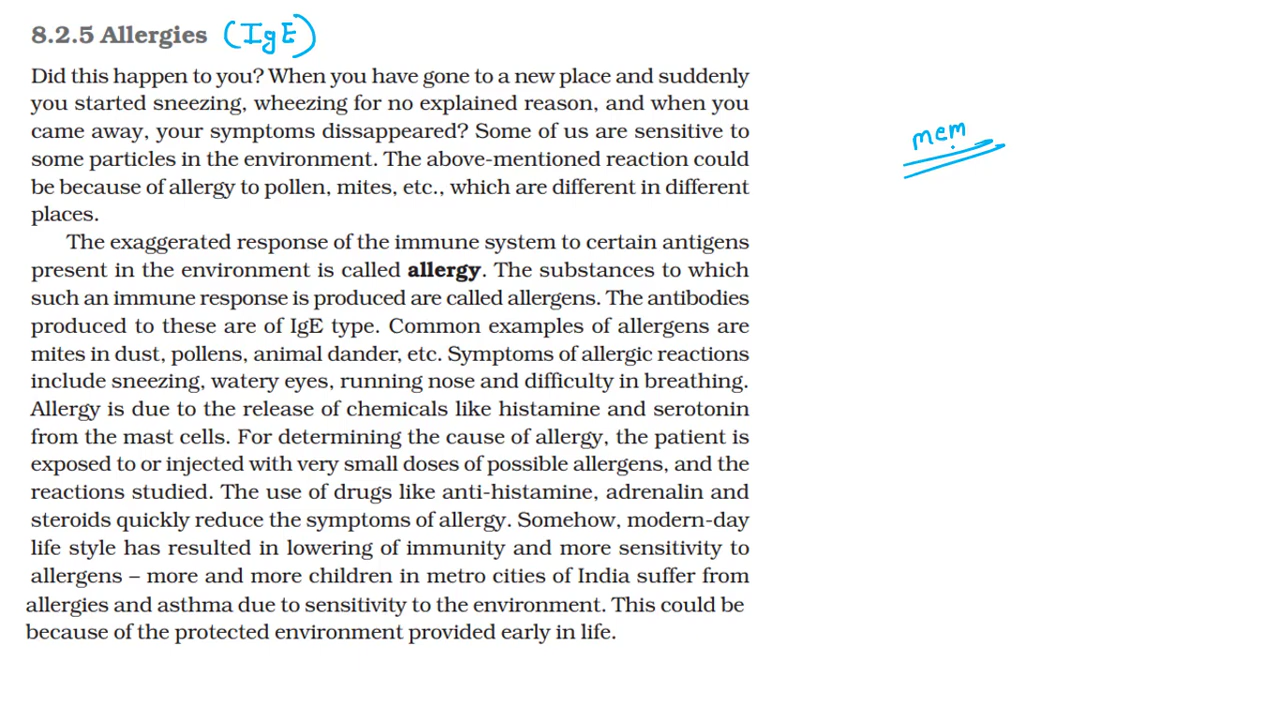 8.2.5 Allergies (IgE)
Did this happen to you? When you have gone to a new place and suddenly
you started sneezing, wheezing for no explained reason, and when you
came away, your symptoms dissappeared? Some of us are sensitive to
some particles in the environment. The above-mentioned reaction could
be because of allergy to pollen, mites, etc., which are different in different
places.
The exaggerated response of the immune system to certain antigens
present in the environment is called allergy. The substances to which
such an immune response is produced are called allergens. The antibodies
produced to these are of IgE type. Common examples of allergens are
mites in dust, pollens, animal dander, etc. Symptoms of allergic reactions
include sneezing, watery eyes, running nose and difficulty in breathing.
Allergy is due to the release of chemicals like histamine and serotonin
from the mast cells. For determining the cause of allergy, the patient is
exposed to or injected with very small doses of possible allergens, and the
reactions studied. The use of drugs like anti-histamine, adrenalin and
steroids quickly reduce the symptoms of allergy. Somehow, modern-day
life style has resulted in lowering of immunity and more sensitivity to
allergens – more and more children in metro cities of India suffer from
allergies and asthma due to sensitivity to the environment. This could be
because of the protected environment provided early in life.
mem